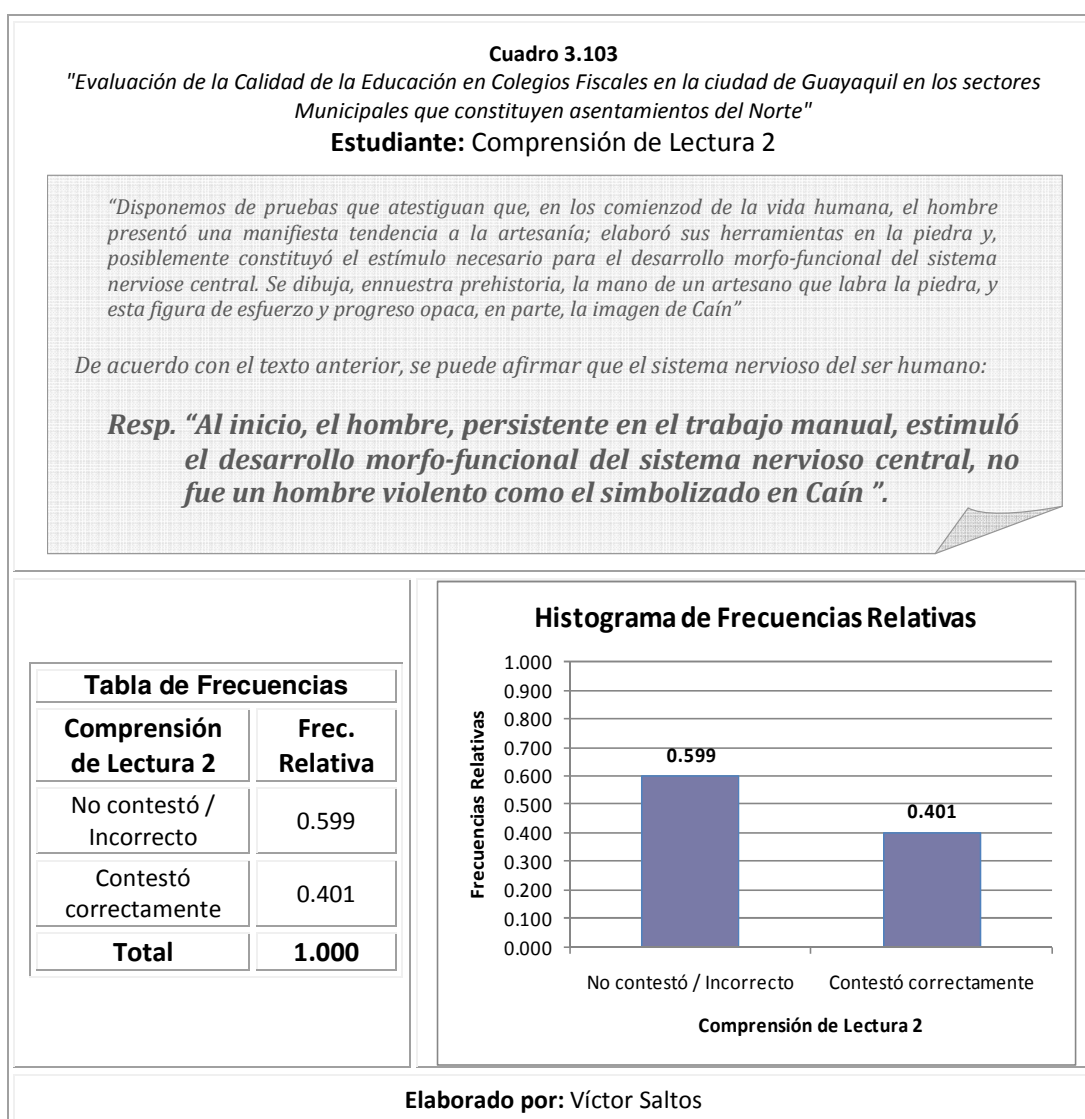 Cuadro 3.103
"Evaluación de la Calidad de la Educación en Colegios Fiscales en la ciudad de Guayaquil en los sectores
Municipales que constituyen asentamientos del Norte"
Estudiante: Comprensión de Lectura 2
“Disponemos de pruebas que atestiguan que, en los comienzod de la vida humana, el hombre
presentó una manifiesta tendencia a la artesanía; elaboró sus herramientas en la piedra y,
posiblemente constituyó el estímulo necesario para el desarrollo morfo-funcional del sistema
nerviose central. Se dibuja, ennuestra prehistoria, la mano de un artesano que labra la piedra, y
esta figura de esfuerzo y progreso opaca, en parte, la imagen de Caín”
De acuerdo con el texto anterior, se puede afirmar que el sistema nervioso del ser humano:
Resp. “Al inicio, el hombre, persistente en el trabajo manual, estimuló
el desarrollo morfo-funcional del sistema nervioso central, no
fue un hombre violento como el simbolizado en Caín ”.
Tabla de Frecuencias
Comprensión
de Lectura 2
Frec.
Relativa
No contestó /
Incorrecto
0.599
Contestó
correctamente
0.401
Total
1.000
Histograma de Frecuencias Relativas
Frecuencias Relativas
1.000
0.900
0.800
0.700
0.600
0.500
0.400
0.300
0.200
0.100
0.000
0.599
0.401
No contestó / Incorrecto
Contestó correctamente
Comprensión de Lectura 2
Elaborado por: Víctor Saltos